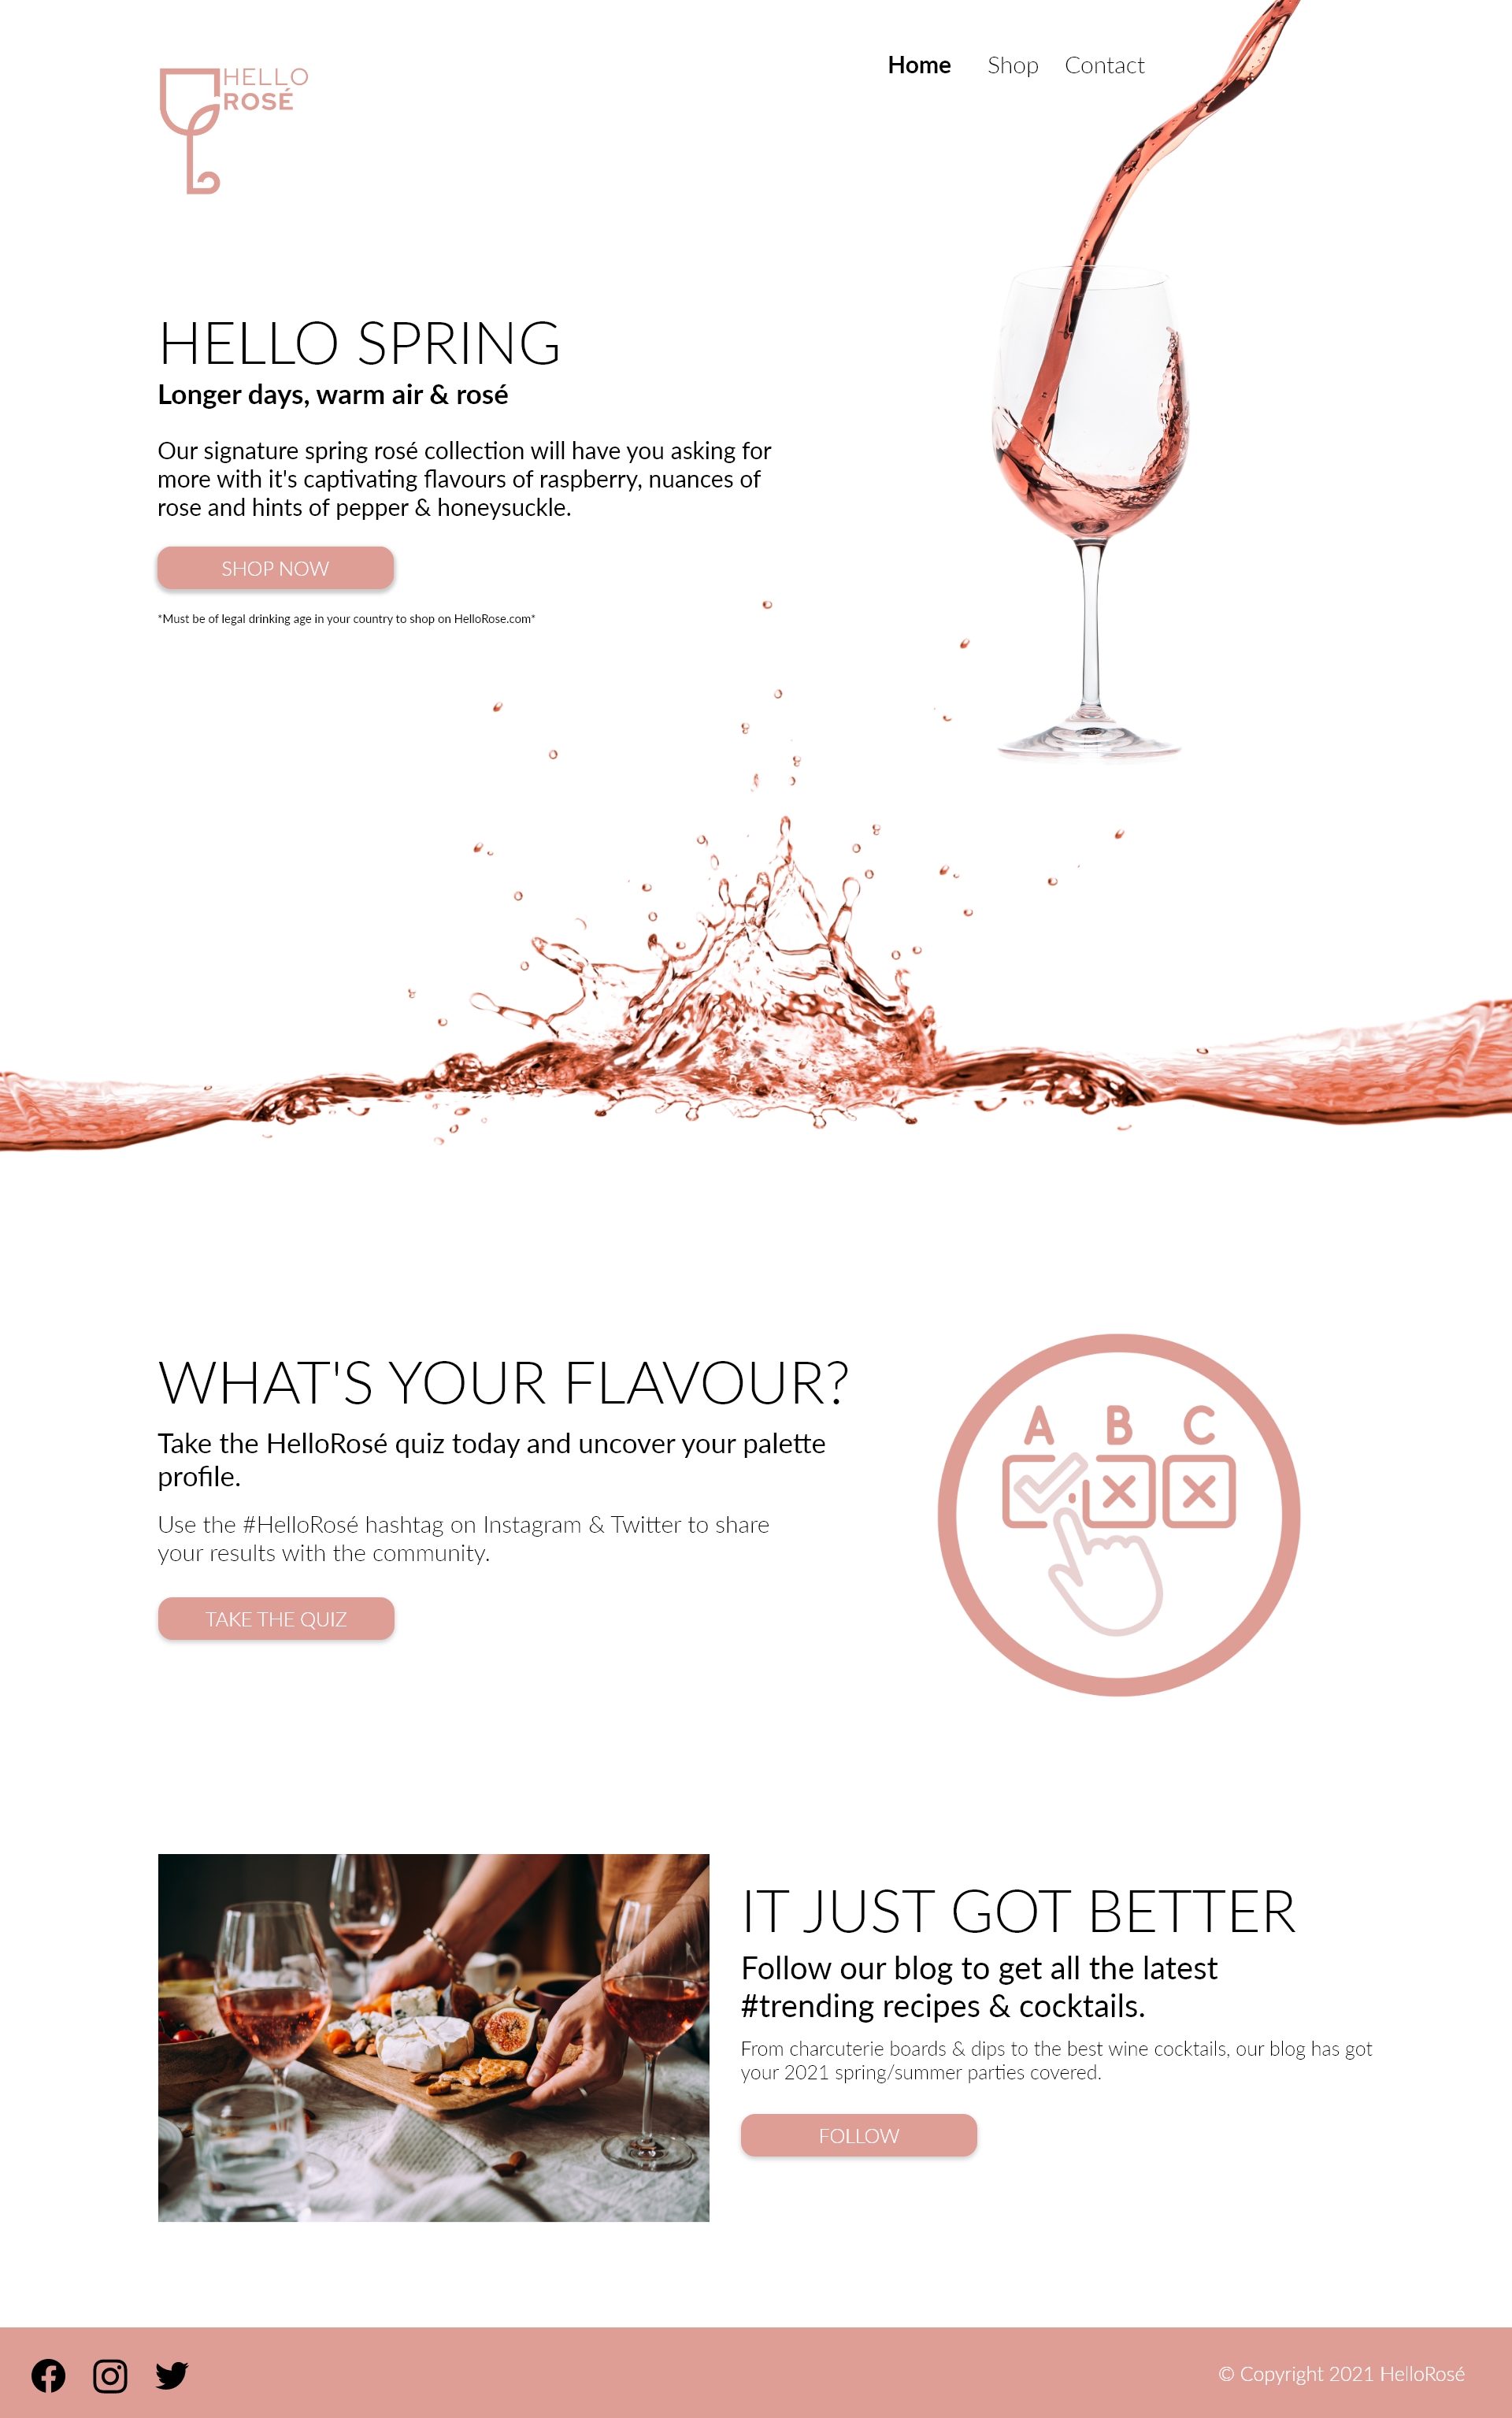 HELLO
ROSÉ
Home Shop Contact
HELLO SPRING
Longer days, warm air & rosé
Our signature spring rosé collection will have you asking for
more with it's captivating flavours of raspberry, nuances of
rose and hints of pepper & honeysuckle.
SHOP NOW
*Must be of legal drinking age in your country to shop on HelloRose.com*
WHAT'S YOUR FLAVOUR?
Take the HelloRosé quiz today and uncover your palette
profile.
Use the #HelloRosé hashtag on Instagram & Twitter to share
your results with the community.
TAKE THE QUIZ
A B C
IT JUST GOT BETTER
Follow our blog to get all the latest
#trending recipes & cocktails.
From charcuterie boards & dips to the best wine cocktails, our blog has got
your 2021 spring/summer parties covered.
FOLLOW
© Copyright 2021 HelloRosé